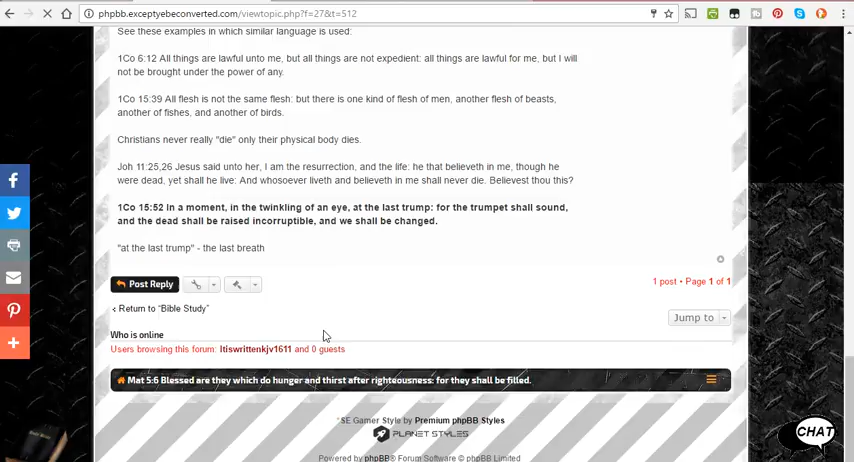 phpbb.exceptyebeconverted.com/viewtopic.php?f=27&t=512
See these examples in which similar language is used:
1Co 6:12 All things are lawful unto me, but all things are not expedient: all things are lawful for me, but I will
not be brought under the power of any.
1Co 15:39 All flesh is not the same flesh: but there is one kind of flesh of men, another flesh of beasts,
another of fishes, and another of birds.
Christians never really "die" only their physical body dies.
Joh 11:25,26 Jesus said unto her, I am the resurrection, and the life: he that believeth in me, though he
were dead, yet shall he live: And whosoever liveth and believeth in me shall never die. Believest thou this?
1Co 15:52 In a moment, in the twinkling of an eye, at the last trump: for the trumpet shall sound,
and the dead shall be raised incorruptible, and we shall be changed.
"at the last trump" - the last breath
Post Reply
1 post • Page 1 of 1
Return to "Bible Study"
Jump to
Who is online
Users browsing this forum: Itiswrittenkjv1611 and 0 guests
Mat 5:6 Blessed are they which do hunger and thirst after righteousness: for they shall be filled.
CHAT
*SE Gamer Style by Premium phpBB Styles
PLANET STYLES
Powered by phpBB® Forum Software © phpBB Limited